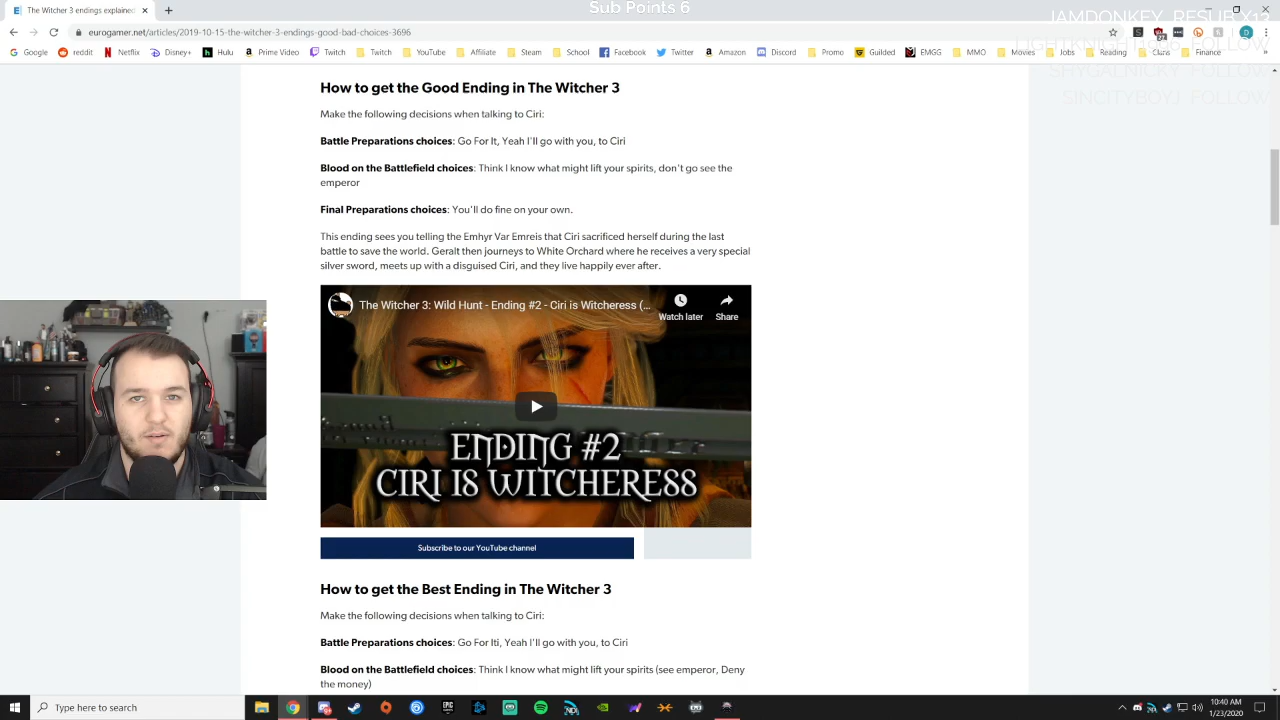 The Witcher 3 endings explained
Sub Points 6
JAMDONKEY RESUB X13
eurogamer.net/articles/2019-10-15-the-witcher-3-endings-good-bad-choices-3696
Google reddit Netflix Disney+ Hulu Prime Video Twitch Twitch YouTube Affiliate Steam School Facebook Twitter Amazon Discord Promo Guilded EMGG MMO Movies Jobs Reading Clans Finance
FOLLOW
SHYGALNICKY FOLLOW
SINCITYBOYJ FOLLOW
How to get the Good Ending in The Witcher 3
Make the following decisions when talking to Ciri:
Battle Preparations choices: Go For It, Yeah I'll go with you, to Ciri
Blood on the Battlefield choices: Think I know what might lift your spirits, don't go see the
emperor
Final Preparations choices: You'll do fine on your own.
This ending sees you telling the Emhyr Var Emreis that Ciri sacrificed herself during the last
battle to save the world. Geralt then journeys to White Orchard where he receives a very special
silver sword, meets up with a disguised Ciri, and they live happily ever after.
The Witcher 3: Wild Hunt - Ending #2 - Ciri is Witcheress (...
Watch later Share
ENDING #2
CIRI IS WITCHERESS
Subscribe to our YouTube channel
How to get the Best Ending in The Witcher 3
Make the following decisions when talking to Ciri:
Battle Preparations choices: Go For Iti, Yeah I'll go with you, to Ciri
Blood on the Battlefield choices: Think I know what might lift your spirits (see emperor, Deny
the money)
Type here to search
10:40 AM
1/23/2020